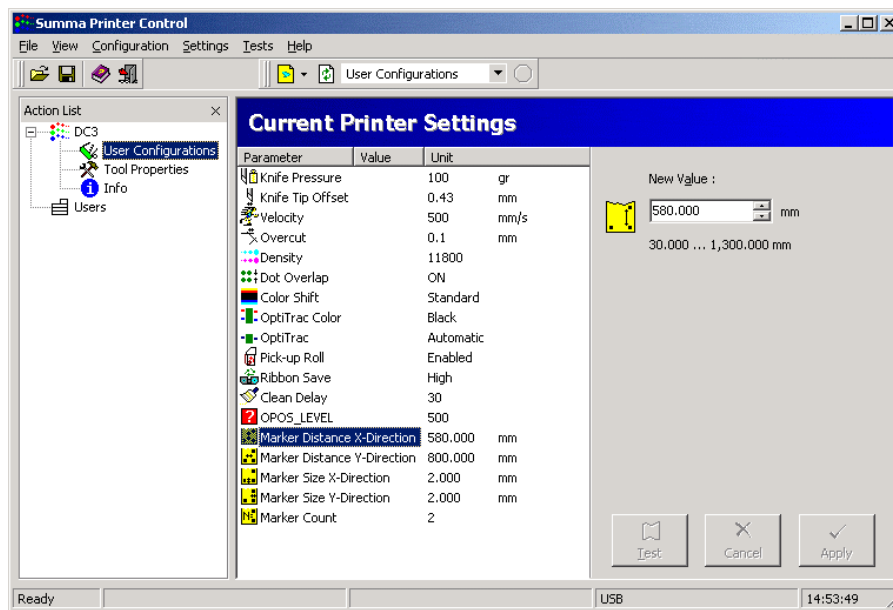 Summa Printer Control
File View Configuration Settings Tests Help
User Configurations
Action List
DC3
User Configurations
Tool Properties
Info
Users
Current Printer Settings
Parameter Value Unit
Knife Pressure 100 gr
Knife Tip Offset 0.43 mm
Velocity 500 mm/s
Overcut 0.1 mm
Density 11800
Dot Overlap ON
Color Shift Standard
OptiTrac Color Black
OptiTrac Automatic
Pick-up Roll Enabled
Ribbon Save High
Clean Delay 30
OPOS_LEVEL 500
Marker Distance X-Direction 580.000 mm
Marker Distance Y-Direction 800.000 mm
Marker Size X-Direction 2.000 mm
Marker Size Y-Direction 2.000 mm
Marker Count 2
New Value :
580.000 mm
30.000 ... 1,300.000 mm
Test Cancel Apply
Ready USB 14:53:49